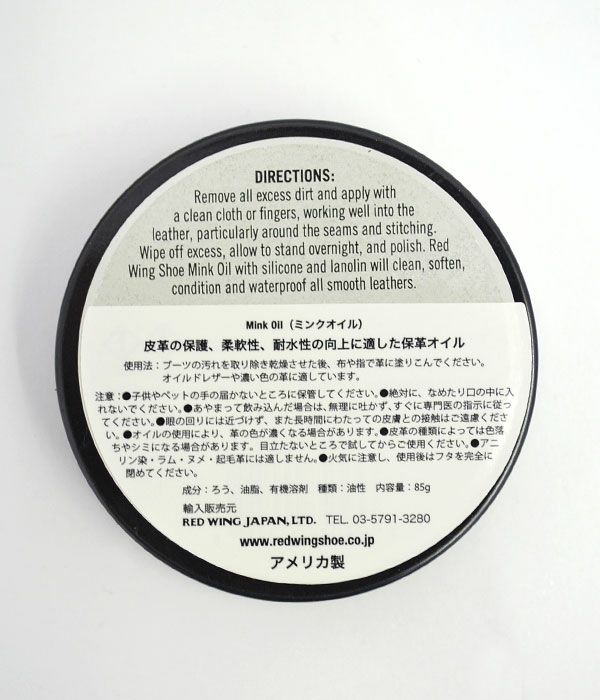 DIRECTIONS:
Remove all excess dirt and apply with
a clean cloth or fingers, working well into the
leather, particularly around the seams and stitching.
Wipe off excess, allow to stand overnight, and polish. Red
Wing Shoe Mink Oil with silicone and lanolin will clean, soften,
condition and waterproof all smooth leathers.
Mink Oil（ミンクオイル）
皮革の保護、柔軟性、耐水性の向上に適した保革オイル
使用法：ブーツの汚れを取り除き乾燥させた後、布や指で革に塗りこんでください。
オイルドレザーや濃い色の革に適しています。
注意：●子供やペットの手の届かないところに保管してください。●絶対に、なめたり口の中に入
れないでください。●あやまって飲み込んだ場合は、無理に吐かず、すぐに専門医の指示に従っ
てください。●眼の回りには近づけず、また長時間にわたっての皮膚との接触はご遠慮くださ
い。●オイルの使用により、革の色が濃くなる場合があります。●皮革の種類によっては色落
ちやシミになる場合があります。目立たないところで試してからご使用ください。●アニ
リン染・ラム・ヌメ・起毛革には適しません。●火気に注意し、使用後はフタを完全に
閉めてください。
成分：ろう、油脂、有機溶剤　種類：油性　内容量：85g
輸入販売元
RED WING JAPAN, LTD.　TEL. 03-5791-3280
www.redwingshoe.co.jp
アメリカ製